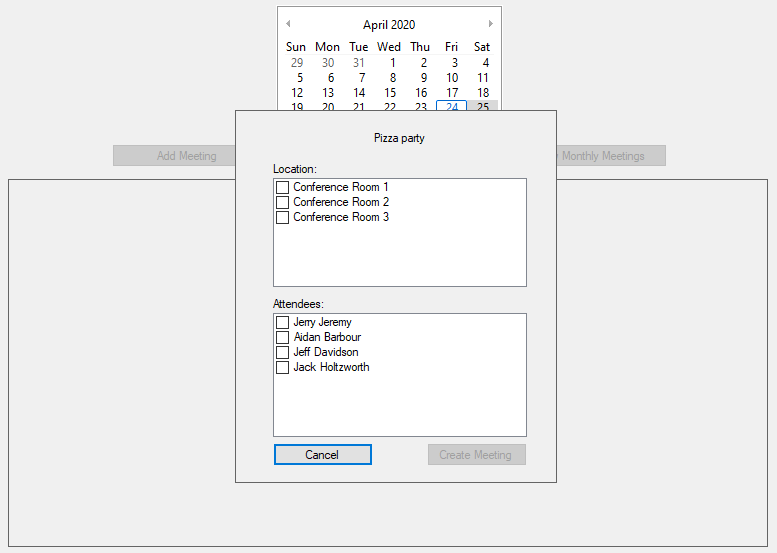 April 2020
Sun Mon Tue Wed Thu Fri Sat
29 30 31 1 2 3 4
5 6 7 8 9 10 11
12 13 14 15 16 17 18
19 20 21 22 23 24 25
Add Meeting
Monthly Meetings
Pizza party
Location:
Conference Room 1
Conference Room 2
Conference Room 3
Attendees:
Jerry Jeremy
Aidan Barbour
Jeff Davidson
Jack Holtzworth
Cancel
Create Meeting